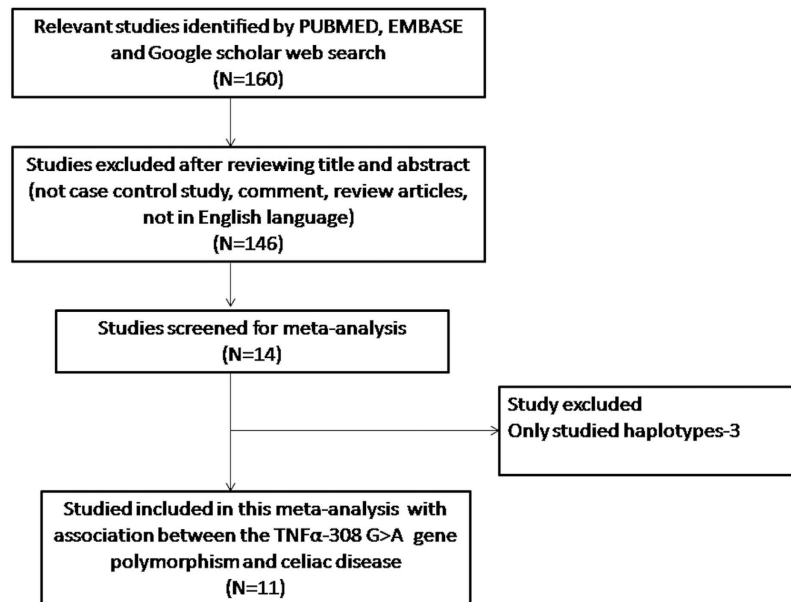 Relevant studies identified by PUBMED, EMBASE
and Google scholar web search
(N=160)
Studies excluded after reviewing title and abstract
(not case control study, comment, review articles,
not in English language)
(N=146)
Studies screened for meta-analysis
(N=14)
Study excluded
Only studied haplotypes-3
Studied included in this meta-analysis with
association between the TNFα-308 G>A gene
polymorphism and celiac disease
(N=11)